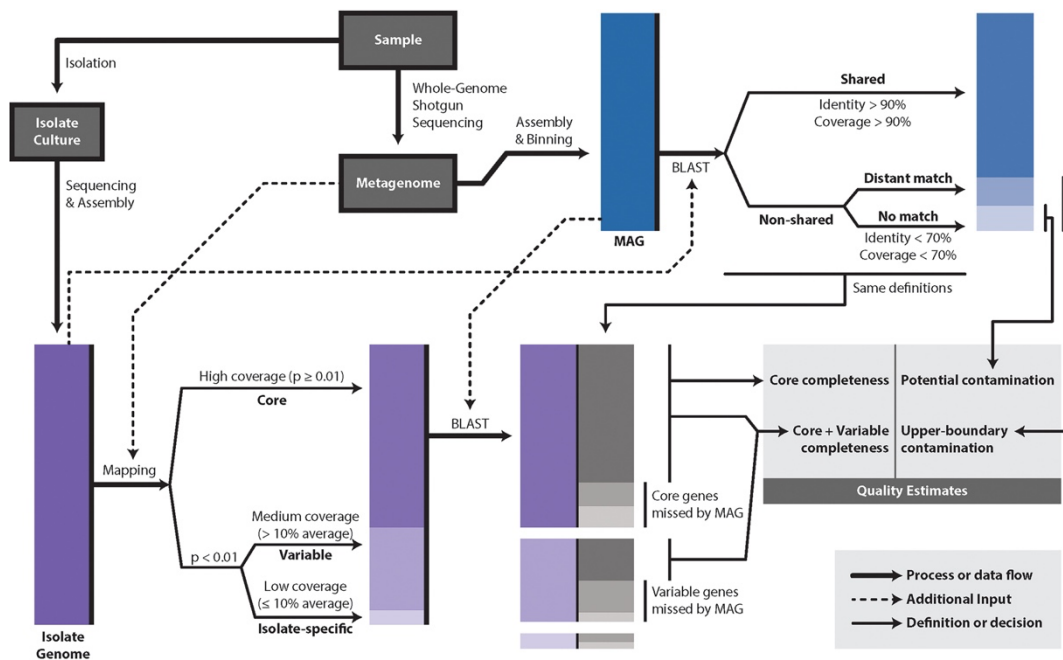 Sample
Isolation
Whole-Genome
Shotgun
Sequencing
Isolate
Culture
Assembly
& Binning
Metagenome
Sequencing
& Assembly
MAG
BLAST
Shared
Identity > 90%
Coverage > 90%
Distant match
Non-shared
No match
Identity < 70%
Coverage < 70%
Same definitions
High coverage (p ≥ 0.01)
Core
Mapping
p < 0.01
Medium coverage
(> 10% average)
Variable
Low coverage
(≤ 10% average)
Isolate-specific
Isolate
Genome
BLAST
Core genes
missed by MAG
Variable genes
missed by MAG
Core completeness
Potential contamination
Core + Variable
completeness
Upper-boundary
contamination
Quality Estimates
Process or data flow
Additional Input
Definition or decision